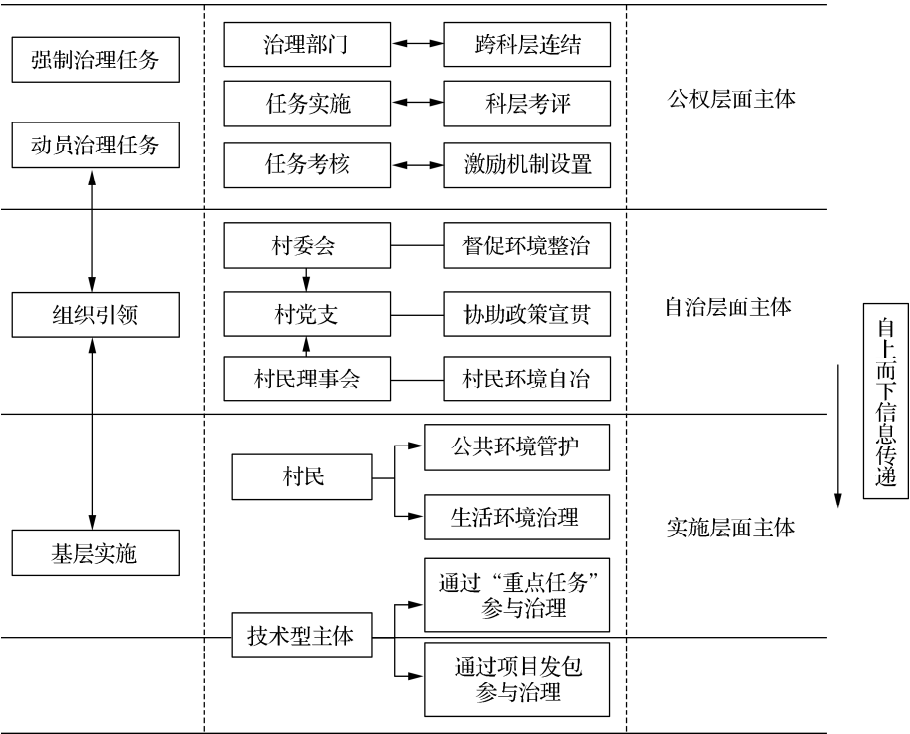 强制治理任务
动员治理任务
组织引领
基层实施
治理部门
跨科层连结
任务实施
科层考评
任务考核
激励机制设置
村委会
督促环境整治
村党支
协助政策宣贯
村民理事会
村民环境自治
村民
公共环境管护
生活环境治理
技术型主体
通过“重点任务”
参与治理
通过项目发包
参与治理
公权层面主体
自治层面主体
实施层面主体
自上而下信息传递